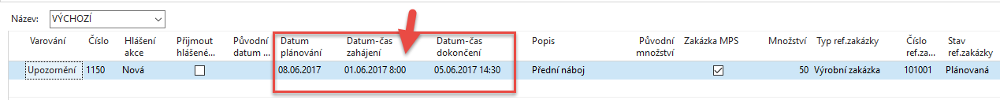 Název: VÝCHOZÍ
Varování Číslo Hlášení akce Přijmout hlášené... Původní datum ... Datum plánování Datum-čas zahájení Datum-čas dokončení Popis Původní množství Zakázka MPS Množství Typ ref.zakázky Číslo ref.za... Stav ref.zakázky
Upozornění 1150 Nová 08.06.2017 01.06.2017 8:00 05.06.2017 14:30 Přední náboj 50 Výrobní zakázka 101001 Plánovaná